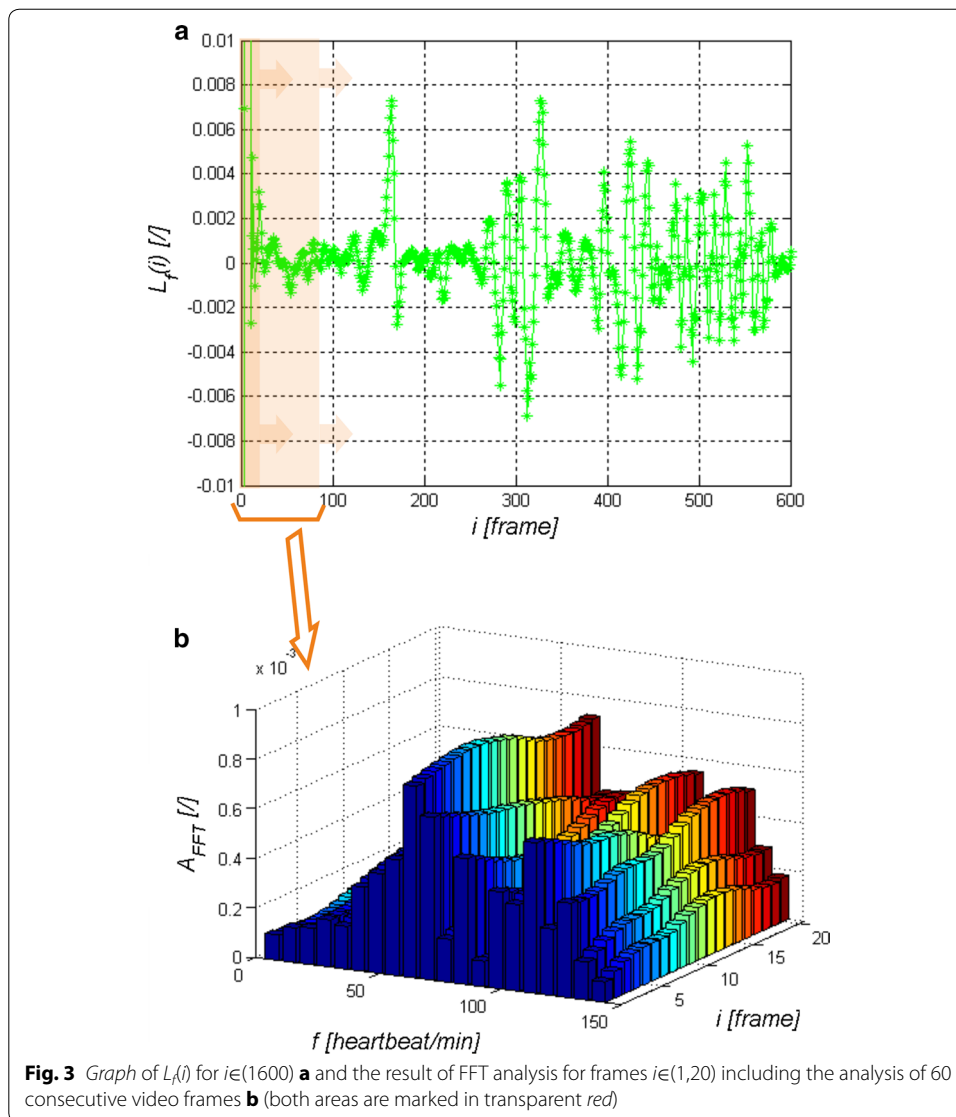 a
0.01
0.008
0.006
0.004
0.002
0
-0.002
-0.004
-0.006
-0.008
-0.01
L_f(i) [/]
0 100 200 300 400 500 600
i [frame]
b
x 10^-3
1
0.8
0.6
0.4
0.2
0
A_FFT [/]
0 50 100 150
f [heartbeat/min]
5 10 15 20
i [frame]
Fig. 3 Graph of L_f(i) for i∈(1600) a and the result of FFT analysis for frames i∈(1,20) including the analysis of 60
consecutive video frames b (both areas are marked in transparent red)